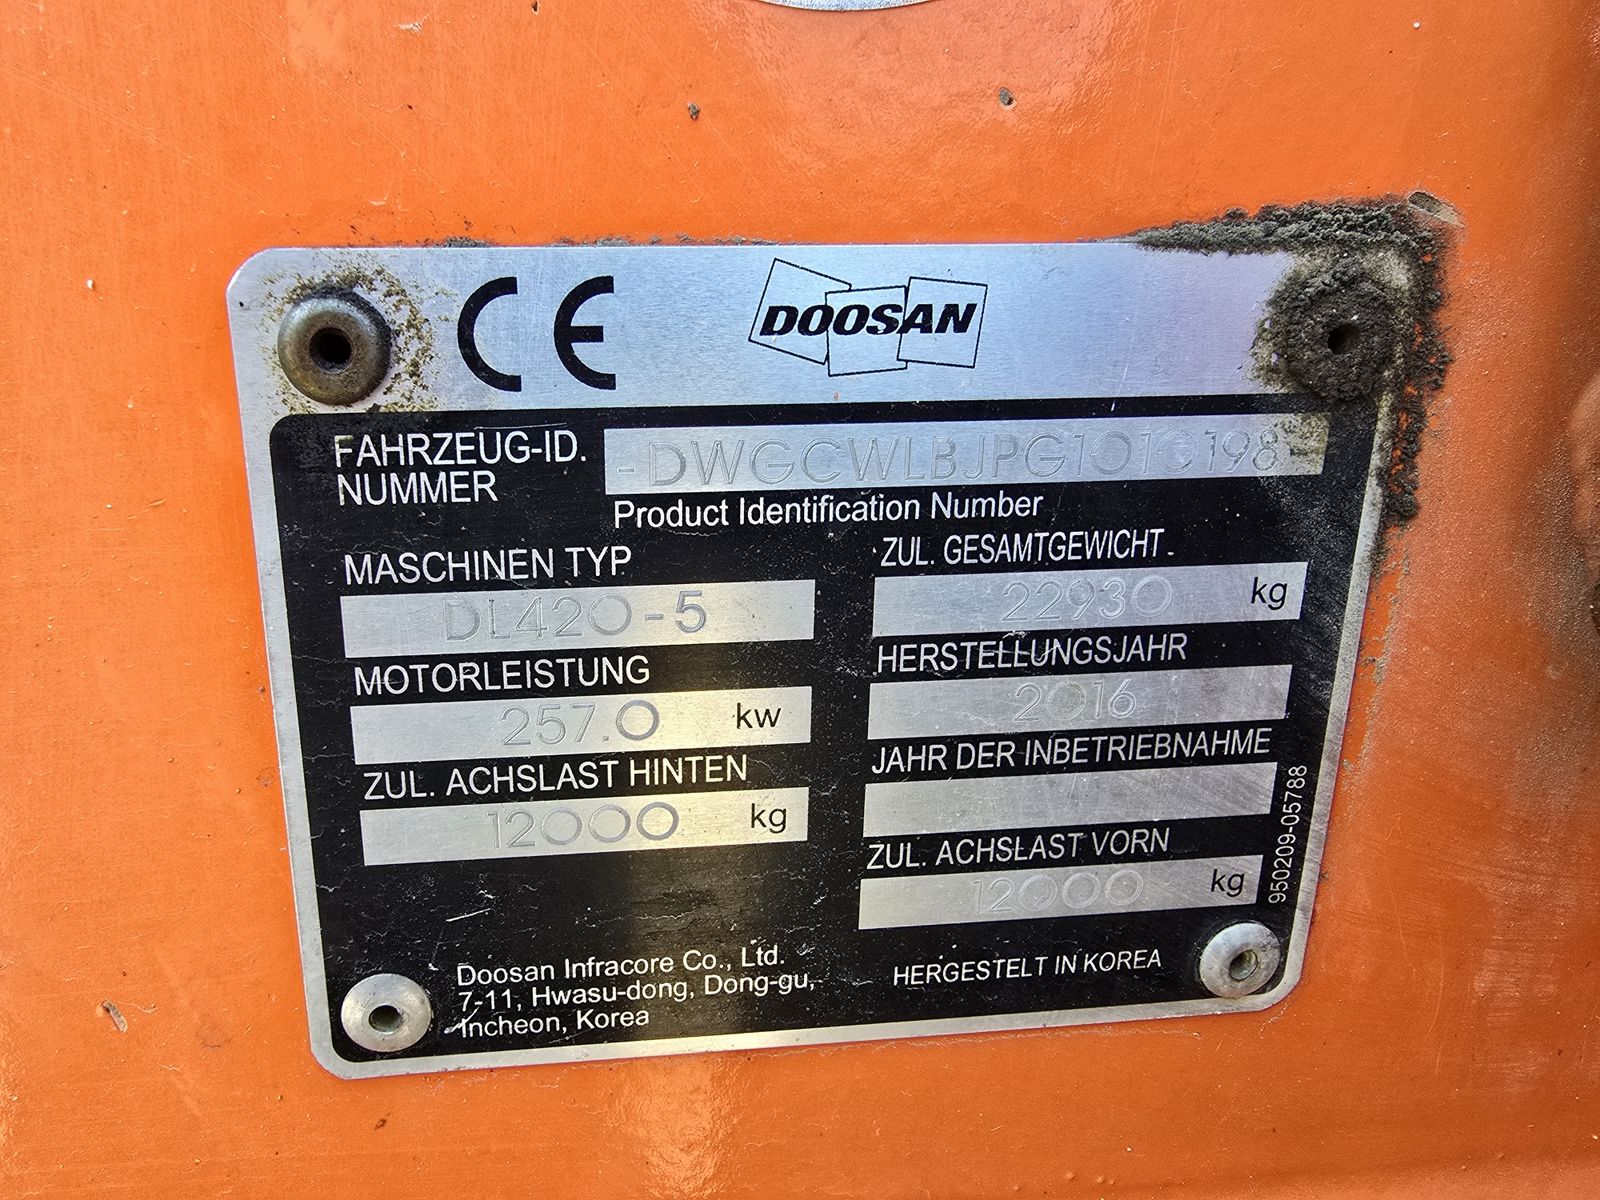 CE
DOOSAN
FAHRZEUG-ID. NUMMER
-DWGCWLBJPG1010198-
Product Identification Number
MASCHINEN TYP
DL420-5
ZUL. GESAMTGEWICHT
22930 kg
MOTORLEISTUNG
257.0 kw
HERSTELLUNGSJAHR
2016
ZUL. ACHSLAST HINTEN
12000 kg
JAHR DER INBETRIEBNAHME
ZUL. ACHSLAST VORN
12000 kg
950209-05788
Doosan Infracore Co., Ltd.
7-11, Hwasu-dong, Dong-gu,
Incheon, Korea
HERGESTELT IN KOREA